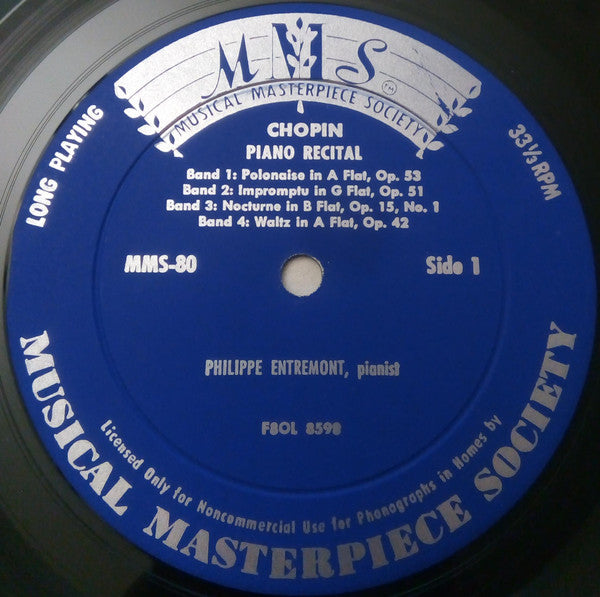 MMS
TM
MUSICAL MASTERPIECE SOCIETY
CHOPIN
PIANO RECITAL
Band 1: Polonaise in A Flat, Op. 53
Band 2: Impromptu in G Flat, Op. 51
Band 3: Nocturne in B Flat, Op. 15, No. 1
Band 4: Waltz in A Flat, Op. 42
LONG PLAYING
33 1/3 RPM
MMS-80
Side 1
PHILIPPE ENTREMONT, pianist
F8OL 8598
Licensed Only for Noncommercial Use for Phonographs in Homes by
MUSICAL MASTERPIECE SOCIETY